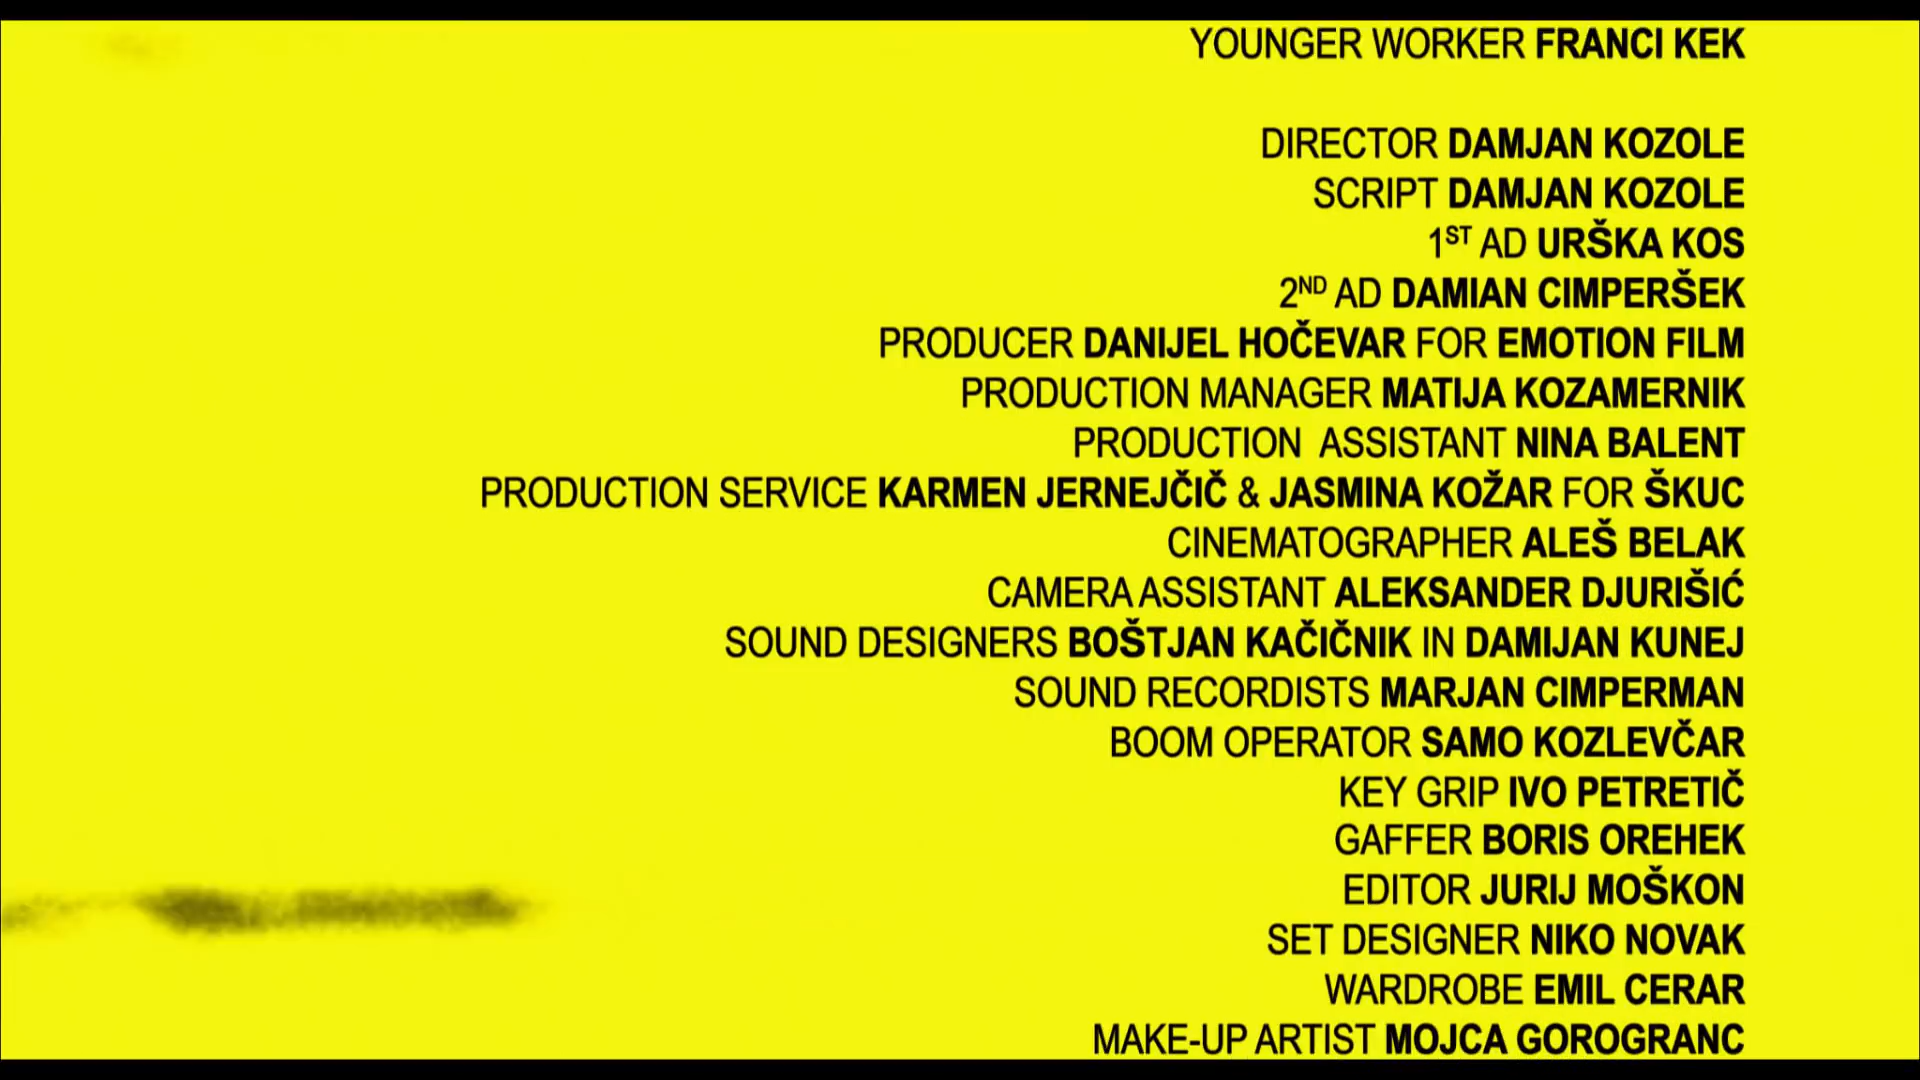 YOUNGER WORKER FRANCI KEK
DIRECTOR DAMJAN KOZOLE
SCRIPT DAMJAN KOZOLE
1ST AD URŠKA KOS
2ND AD DAMIAN CIMPERŠEK
PRODUCER DANIJEL HOČEVAR FOR EMOTION FILM
PRODUCTION MANAGER MATIJA KOZAMERNIK
PRODUCTION ASSISTANT NINA BALENT
PRODUCTION SERVICE KARMEN JERNEJČIČ & JASMINA KOŽAR FOR ŠKUC
CINEMATOGRAPHER ALEŠ BELAK
CAMERA ASSISTANT ALEKSANDER DJURIŠIĆ
SOUND DESIGNERS BOŠTJAN KAČIČNIK IN DAMIJAN KUNEJ
SOUND RECORDISTS MARJAN CIMPERMAN
BOOM OPERATOR SAMO KOZLEVČAR
KEY GRIP IVO PETRETIČ
GAFFER BORIS OREHEK
EDITOR JURIJ MOŠKON
SET DESIGNER NIKO NOVAK
WARDROBE EMIL CERAR
MAKE-UP ARTIST MOJCA GOROGRANC